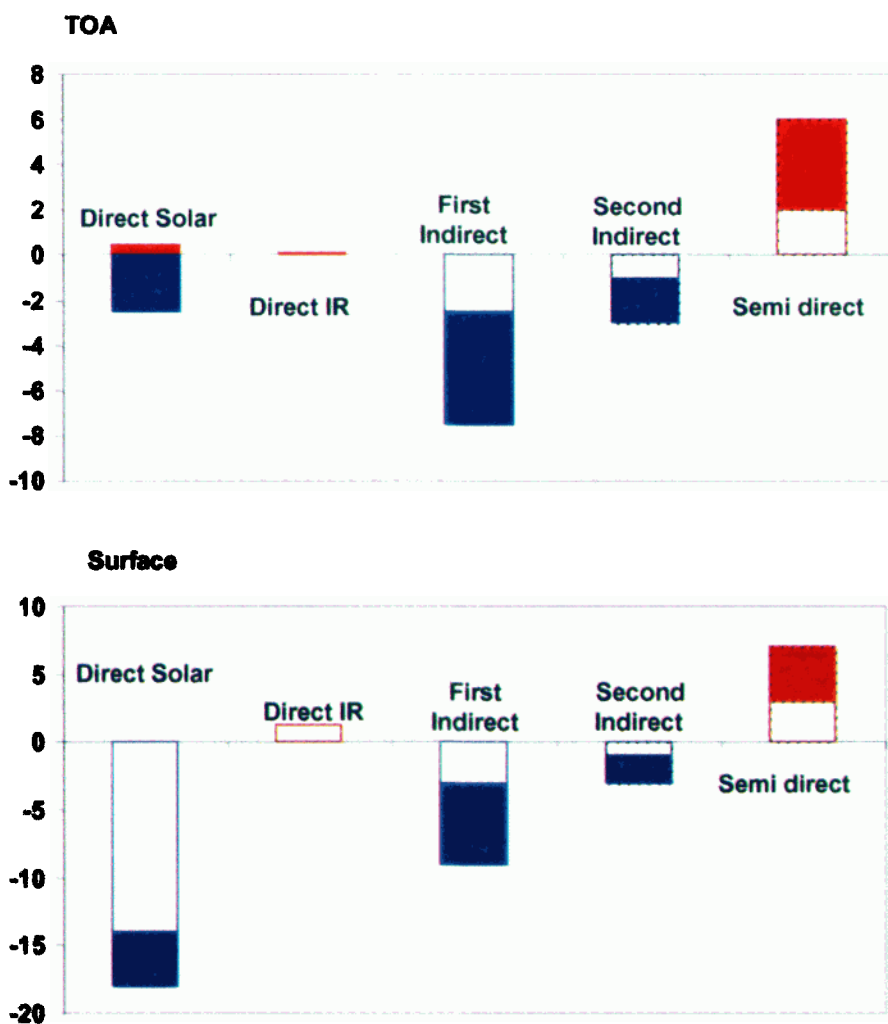 TOA
8
6
4
2
0
-2
-4
-6
-8
-10
Direct Solar
Direct IR
First
Indirect
Second
Indirect
Semi direct
Surface
10
5
0
-5
-10
-15
-20
Direct Solar
Direct IR
First
Indirect
Second
Indirect
Semi direct